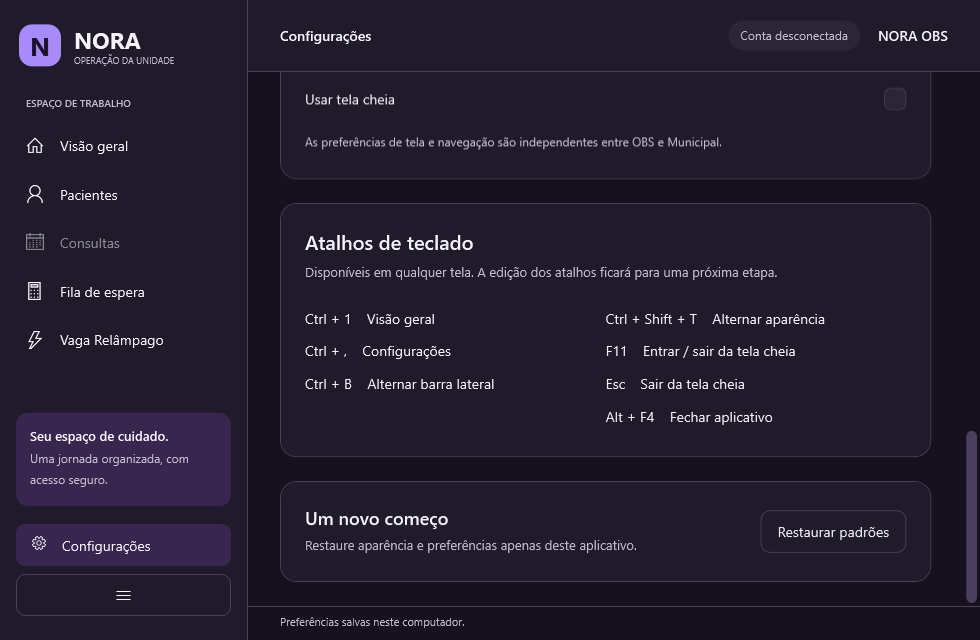 N
NORA
OPERAÇÃO DA UNIDADE
ESPAÇO DE TRABALHO
Visão geral
Pacientes
Consultas
Fila de espera
Vaga Relâmpago
Seu espaço de cuidado.
Uma jornada organizada, com
acesso seguro.
Configurações
Configurações
Conta desconectada
NORA OBS
Usar tela cheia
As preferências de tela e navegação são independentes entre OBS e Municipal.
Atalhos de teclado
Disponíveis em qualquer tela. A edição dos atalhos ficará para uma próxima etapa.
Ctrl + 1 Visão geral
Ctrl + , Configurações
Ctrl + B Alternar barra lateral
Ctrl + Shift + T Alternar aparência
F11 Entrar / sair da tela cheia
Esc Sair da tela cheia
Alt + F4 Fechar aplicativo
Um novo começo
Restaure aparência e preferências apenas deste aplicativo.
Restaurar padrões
Preferências salvas neste computador.